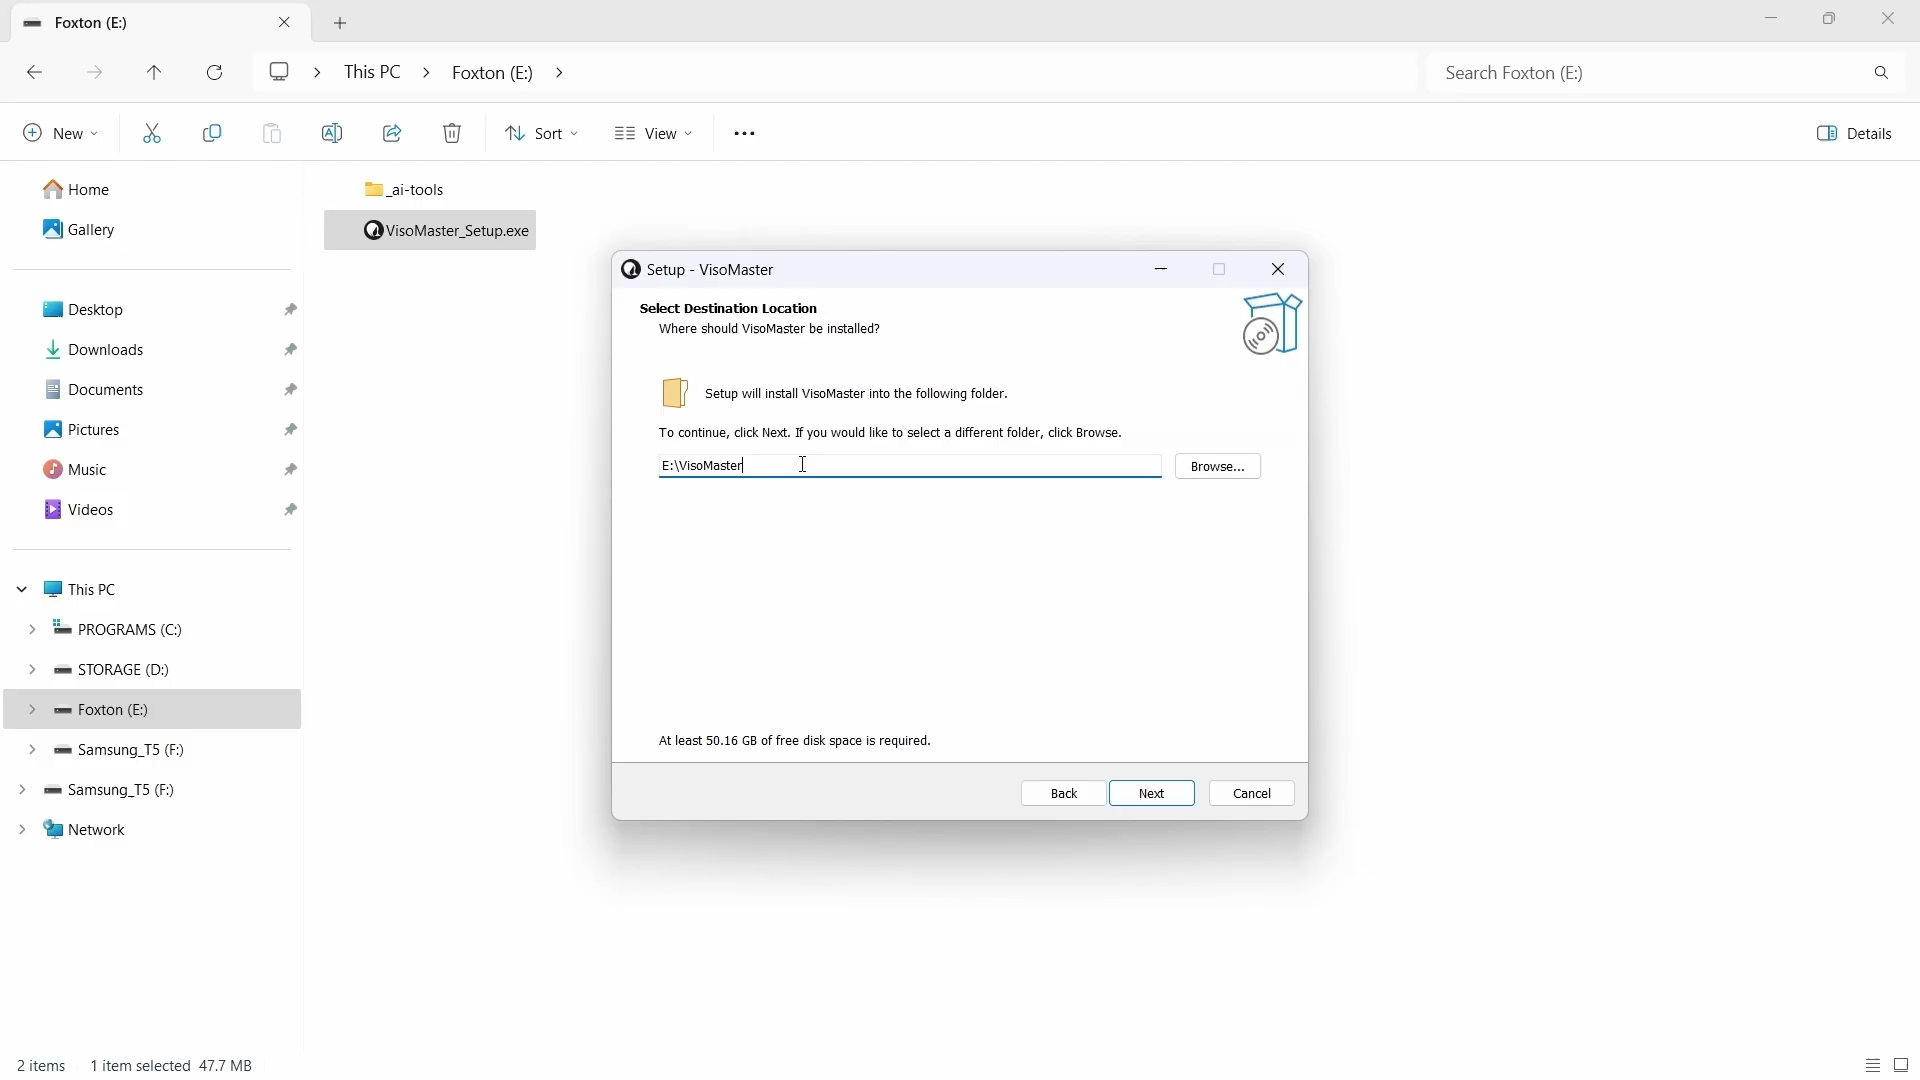 Foxton (E:)
This PC
Foxton (E:)
Search Foxton (E:)
New
Sort
View
Details
Home
Gallery
Desktop
Downloads
Documents
Pictures
Music
Videos
This PC
PROGRAMS (C:)
STORAGE (D:)
Foxton (E:)
Samsung_T5 (F:)
Samsung_T5 (F:)
Network
_ai-tools
VisoMaster_Setup.exe
Setup - VisoMaster
Select Destination Location
Where should VisoMaster be installed?
Setup will install VisoMaster into the following folder.
To continue, click Next. If you would like to select a different folder, click Browse.
E:\VisoMaster
Browse...
At least 50.16 GB of free disk space is required.
Back
Next
Cancel
2 items
1 item selected 47.7 MB